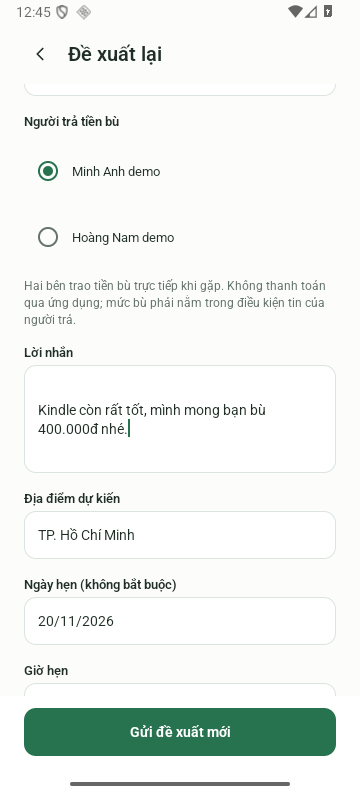 12:45
Đề xuất lại
Người trả tiền bù
Minh Anh demo
Hoàng Nam demo
Hai bên trao tiền bù trực tiếp khi gặp. Không thanh toán
qua ứng dụng; mức bù phải nằm trong điều kiện tin của
người trả.
Lời nhắn
Kindle còn rất tốt, mình mong bạn bù
400.000đ nhé.
Địa điểm dự kiến
TP. Hồ Chí Minh
Ngày hẹn (không bắt buộc)
20/11/2026
Giờ hẹn
Gửi đề xuất mới